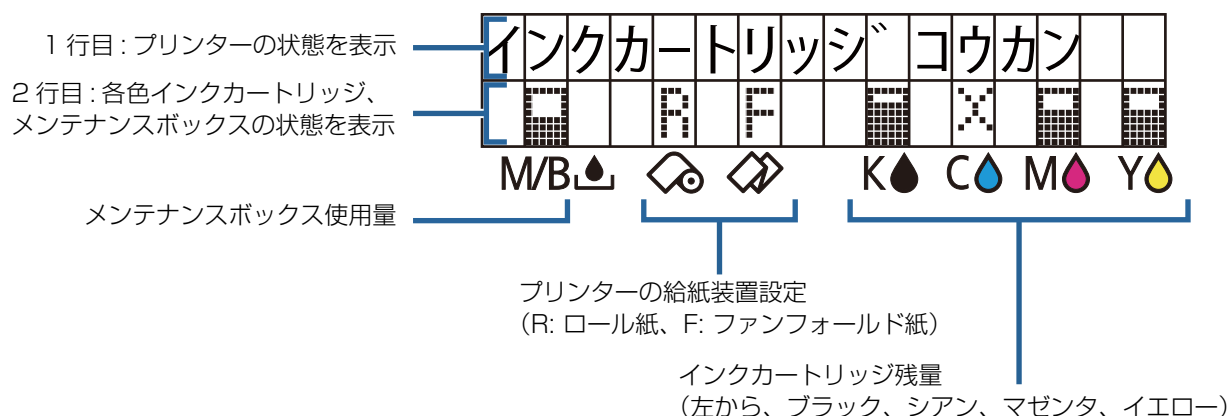 1 行目 : プリンターの状態を表示
インクカートリッジ゛ コウカン
2 行目 : 各色インクカートリッジ、
メンテナンスボックスの状態を表示
R F X
M/B K C M Y
メンテナンスボックス使用量
プリンターの給紙装置設定
（R: ロール紙、F: ファンフォールド紙）
インクカートリッジ残量
（左から、ブラック、シアン、マゼンタ、イエロー）